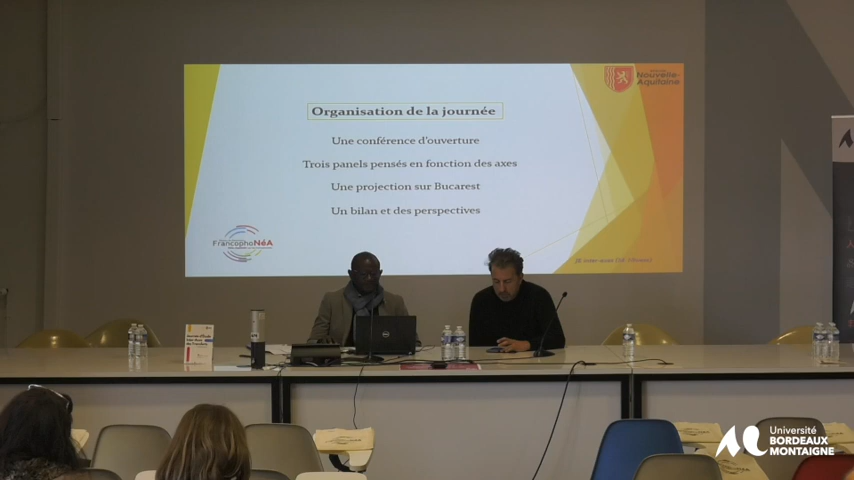 Nouvelle-
Aquitaine
Organisation de la journée
Une conférence d'ouverture
Trois panels pensés en fonction des axes
Une projection sur Bucarest
Un bilan et des perspectives
FrancophoNéA
DELL
Université
BORDEAUX
MONTAIGNE